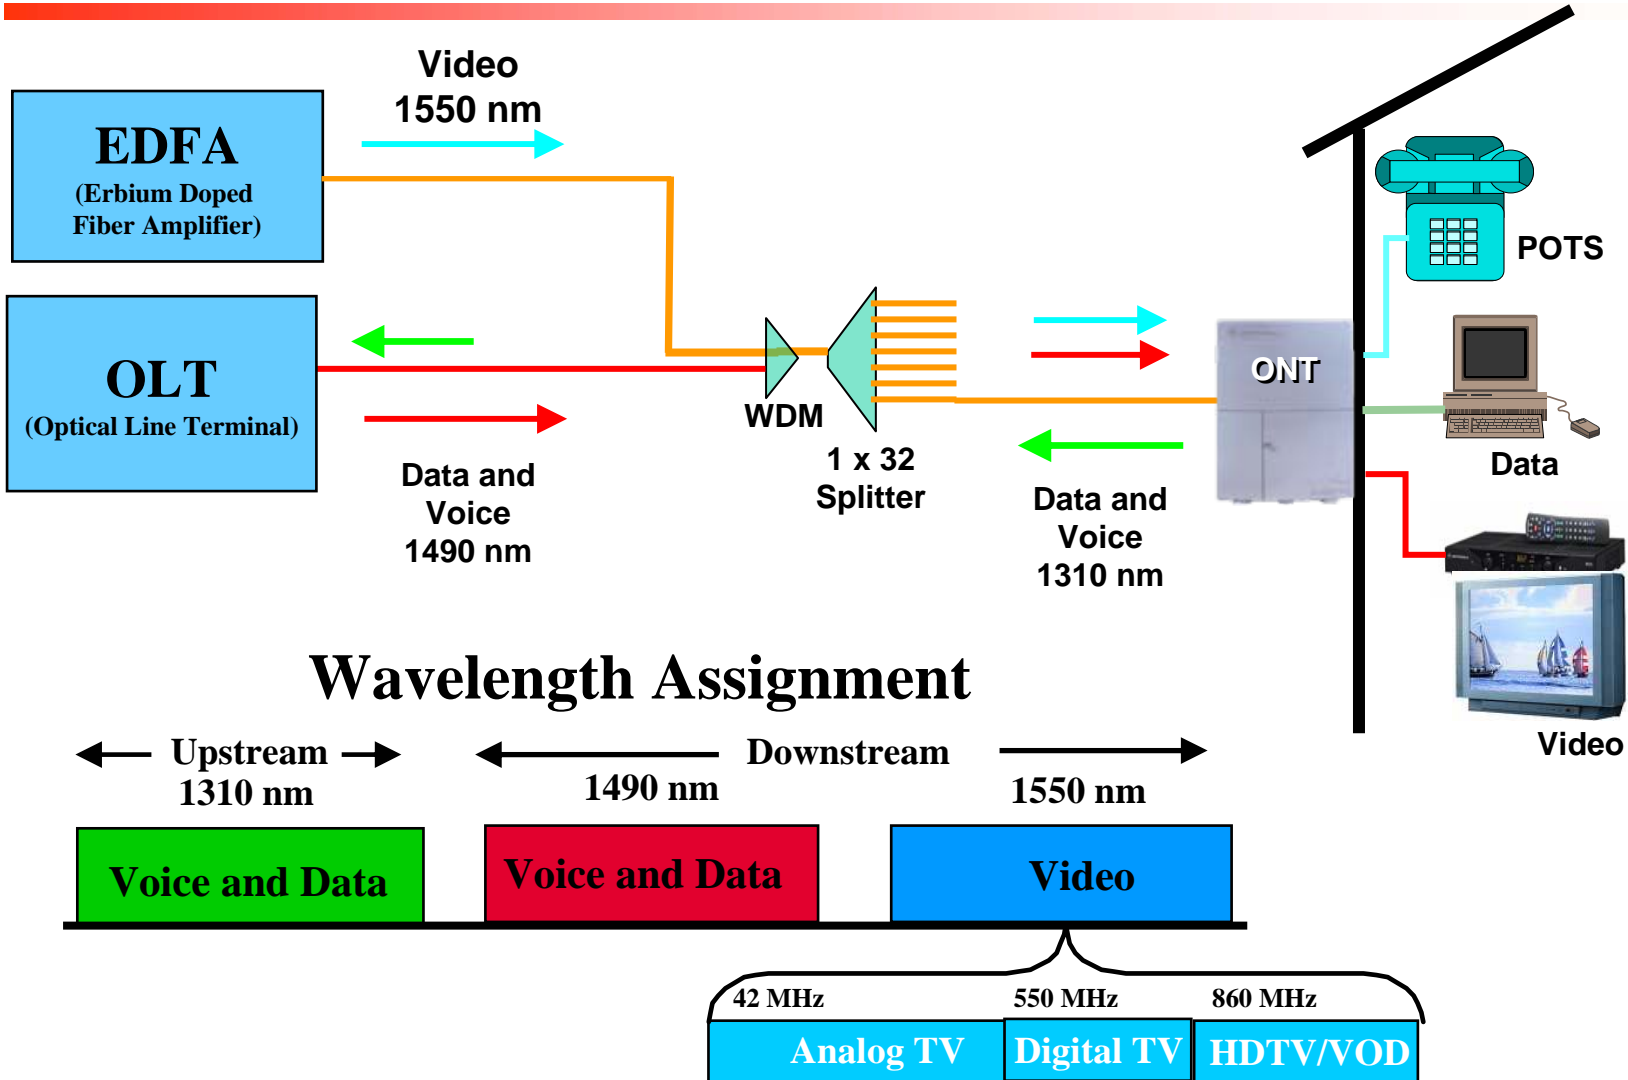 Video
1550 nm
EDFA
(Erbium Doped
Fiber Amplifier)
POTS
OLT
(Optical Line Terminal)
WDM
ONT
1 x 32
Splitter
Data
Data and
Voice
1490 nm
Data and
Voice
1310 nm
Video
Wavelength Assignment
Upstream
1310 nm
Downstream
1490 nm
1550 nm
Voice and Data
Voice and Data
Video
42 MHz
550 MHz
860 MHz
Analog TV
Digital TV
HDTV/VOD